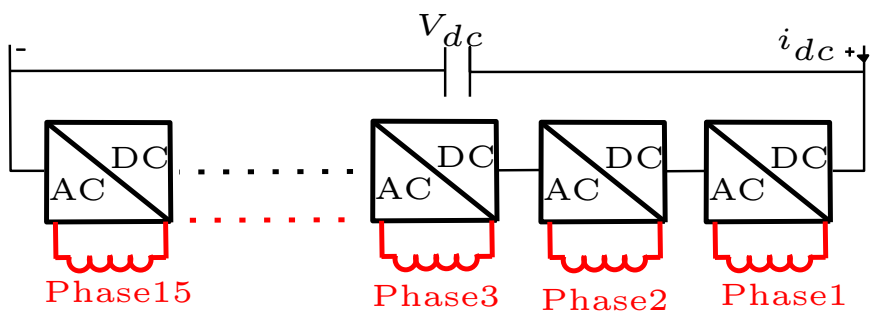 V_dc
- i_dc +
DC DC DC DC
AC AC AC AC
Phase15 Phase3 Phase2 Phase1